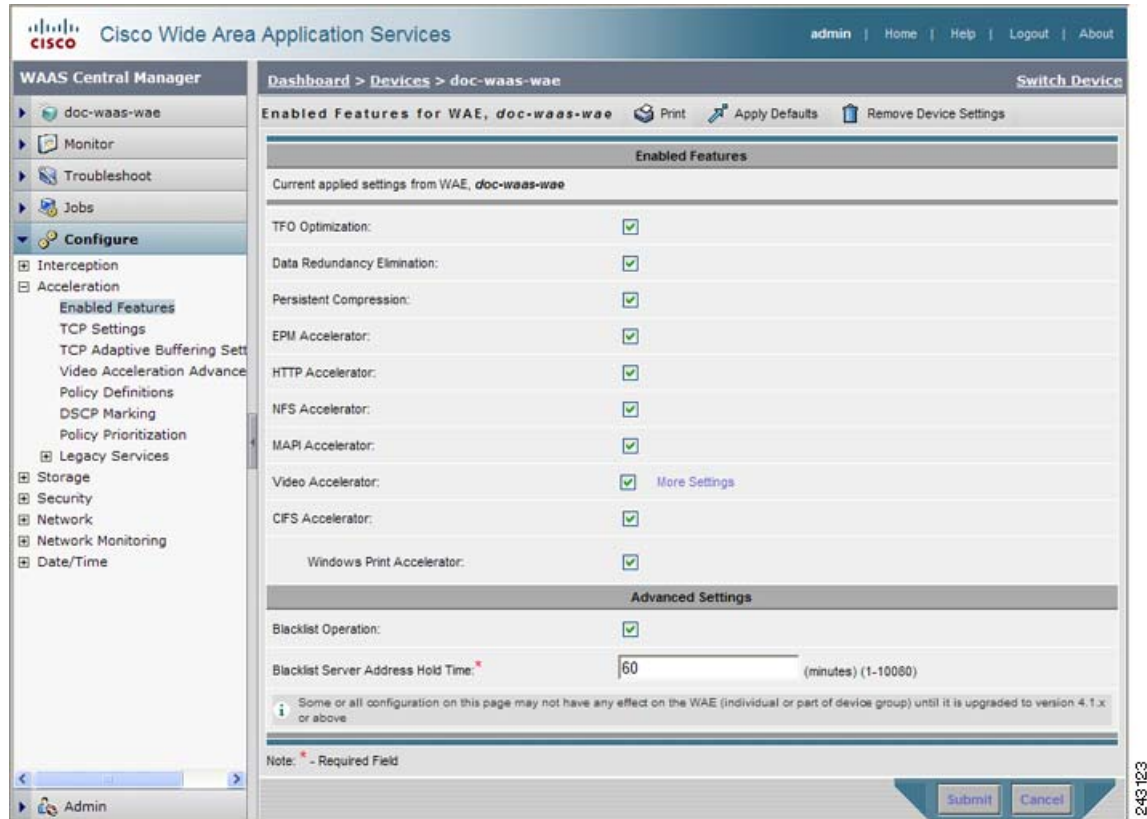 CISCO Cisco Wide Area Application Services admin | Home | Help | Logout | About
WAAS Central Manager
doc-waas-wae
Monitor
Troubleshoot
Jobs
Configure
Interception
Acceleration
Enabled Features
TCP Settings
TCP Adaptive Buffering Sett
Video Acceleration Advance
Policy Definitions
DSCP Marking
Policy Prioritization
Legacy Services
Storage
Security
Network
Network Monitoring
Date/Time
Admin
Dashboard > Devices > doc-waas-wae Switch Device
Enabled Features for WAE, doc-waas-wae Print Apply Defaults Remove Device Settings
Enabled Features
Current applied settings from WAE, doc-waas-wae
TFO Optimization:
Data Redundancy Elimination:
Persistent Compression:
EPM Accelerator:
HTTP Accelerator:
NFS Accelerator:
MAPI Accelerator:
Video Accelerator: More Settings
CIFS Accelerator:
Windows Print Accelerator:
Advanced Settings
Blacklist Operation:
Blacklist Server Address Hold Time:* 60 (minutes) (1-10080)
Some or all configuration on this page may not have any effect on the WAE (individual or part of device group) until it is upgraded to version 4.1.x
or above
Note: * - Required Field
Submit Cancel
243123